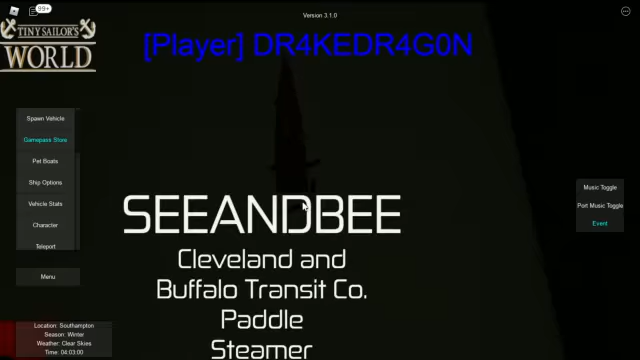 99+
Version 3.1.0
TINY SAILOR'S
WORLD
[Player] DR4KEDR4G0N
Spawn Vehicle
Gamepass Store
Pet Boats
Ship Options
Vehicle Stats
Character
Teleport
Menu
Music Toggle
Port Music Toggle
Event
SEEANDBEE
Cleveland and
Buffalo Transit Co.
Paddle
Steamer
Location: Southampton
Season: Winter
Weather: Clear Skies
Time: 04:03:00